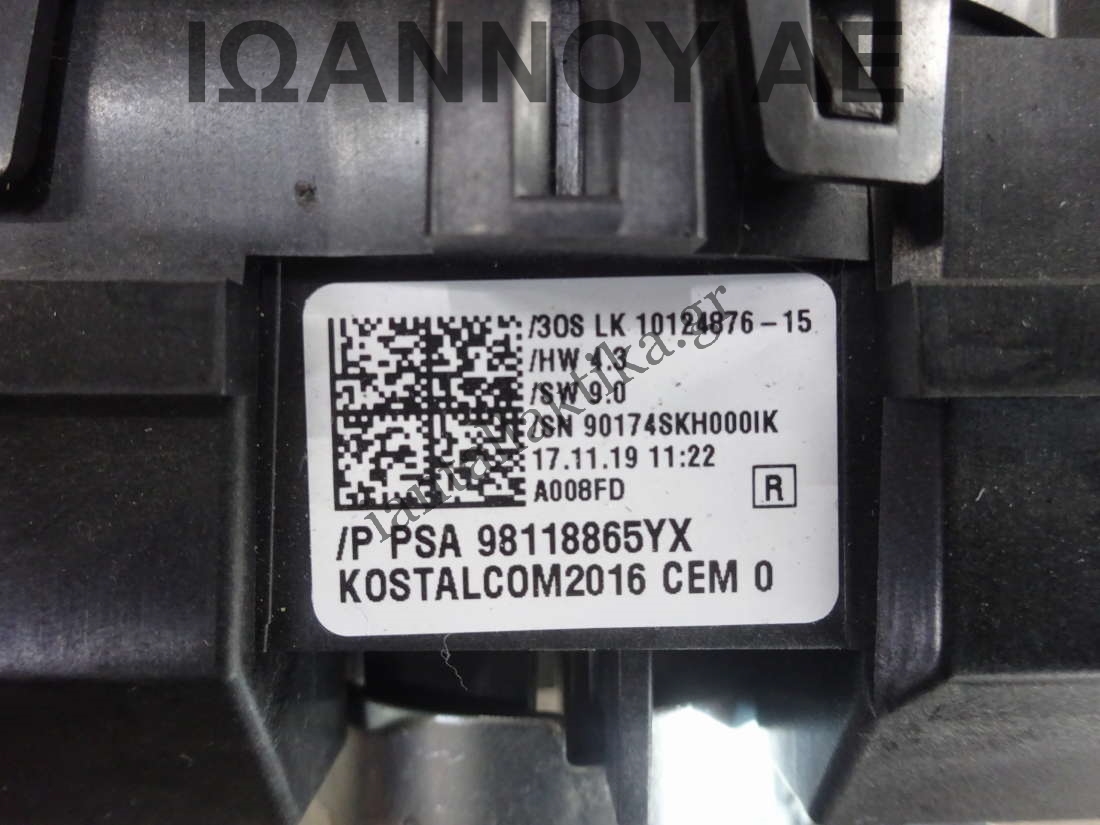 ΙΩΑΝΝΟΥ ΑΕ
/3OS LK 10124876-15
/HW 4.3
/SW 9.0
/SN 90174SKH000IK
17.11.19 11:22
A008FD
R
/P PSA 98118865YX
KOSTALCOM2016 CEM 0